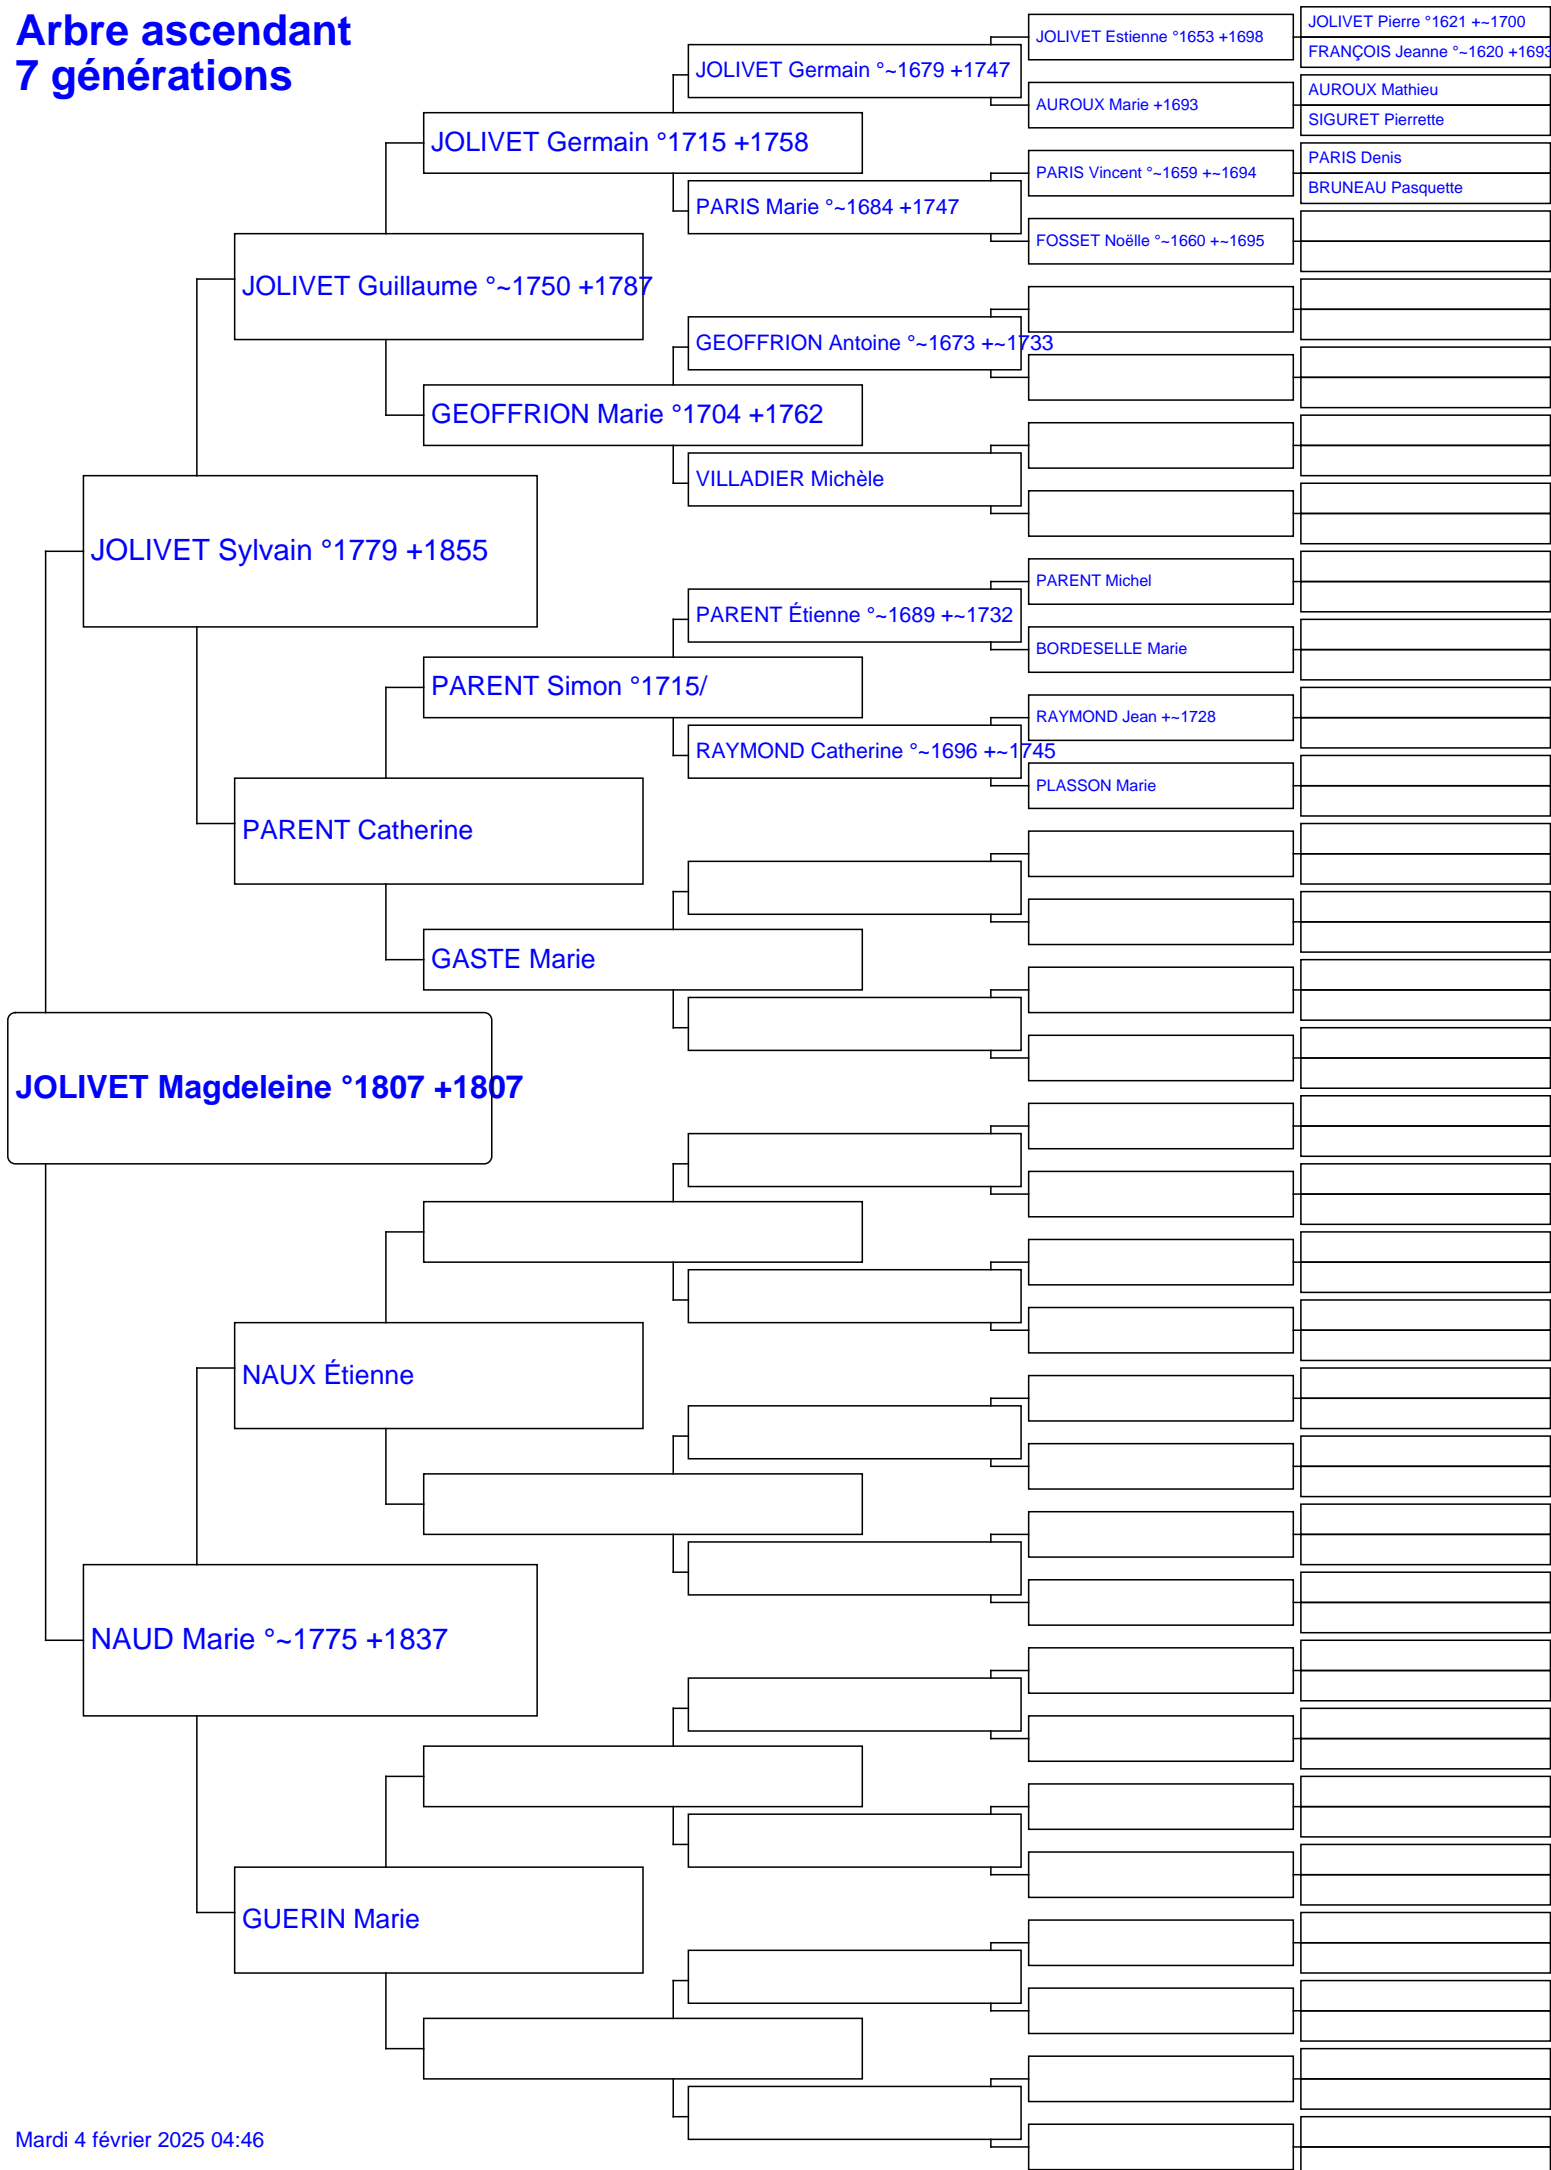 Arbre ascendant
7 générations
JOLIVET Pierre °1621 +~1700
JOLIVET Estienne °1653 +1698
FRANÇOIS Jeanne °~1620 +1693
JOLIVET Germain °~1679 +1747
AUROUX Mathieu
AUROUX Marie +1693
SIGURET Pierrette
JOLIVET Germain °1715 +1758
PARIS Denis
PARIS Vincent °~1659 +~1694
BRUNEAU Pasquette
PARIS Marie °~1684 +1747
FOSSET Noëlle °~1660 +~1695
JOLIVET Guillaume °~1750 +1787
GEOFFRION Antoine °~1673 +~1733
GEOFFRION Marie °1704 +1762
VILLADIER Michèle
JOLIVET Sylvain °1779 +1855
PARENT Michel
PARENT Étienne °~1689 +~1732
BORDESELLE Marie
PARENT Simon °1715/
RAYMOND Jean +~1728
RAYMOND Catherine °~1696 +~1745
PLASSON Marie
PARENT Catherine
GASTE Marie
JOLIVET Magdeleine °1807 +1807
NAUX Étienne
NAUD Marie °~1775 +1837
GUERIN Marie
Mardi 4 février 2025 04:46